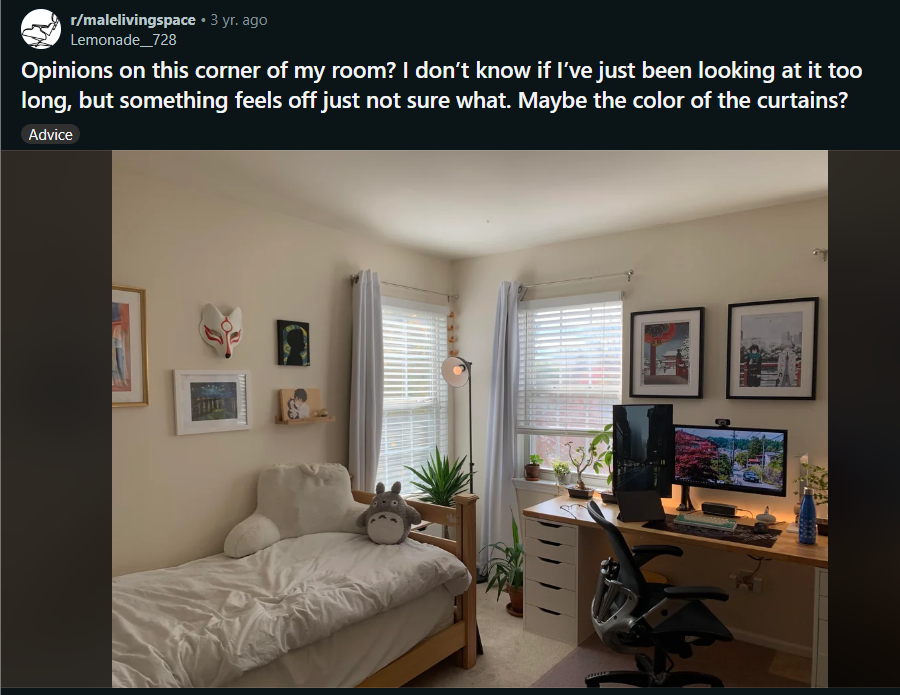 r/malelivingspace • 3 yr. ago
Lemonade__728
Opinions on this corner of my room? I don’t know if I’ve just been looking at it too
long, but something feels off just not sure what. Maybe the color of the curtains?
Advice